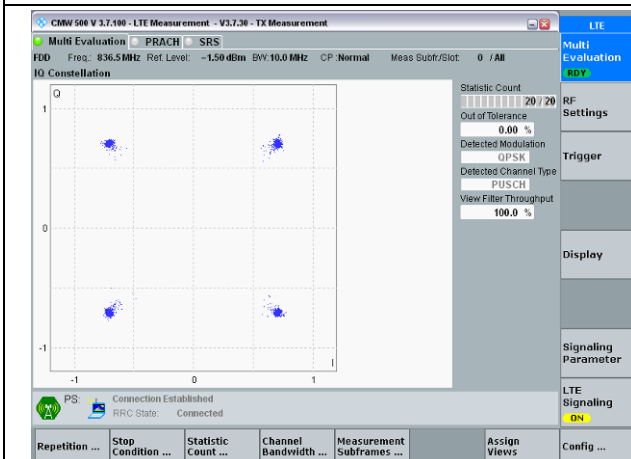 CMW 500 V 3.7.100 - LTE Measurement - V3.7.30 - TX Measurement
LTE
Multi Evaluation PRACH SRS
FDD Freq.: 836.5 MHz Ref. Level: -1.50 dBm BW: 10.0 MHz CP :Normal Meas Subfr./Slot: 0 / All
IQ Constellation
Q
1
0
-1
I
-1 0 1
Statistic Count
20 / 20
Out of Tolerance
0.00 %
Detected Modulation
QPSK
Detected Channel Type
PUSCH
View Filter Throughput
100.0 %
Multi
Evaluation
RDY
RF
Settings
Trigger
Display
Signaling
Parameter
LTE
Signaling
ON
PS: Connection Established
RRC State: Connected
Repetition ...
Stop
Condition ...
Statistic
Count ...
Channel
Bandwidth ...
Measurement
Subframes ...
Assign
Views
Config ...